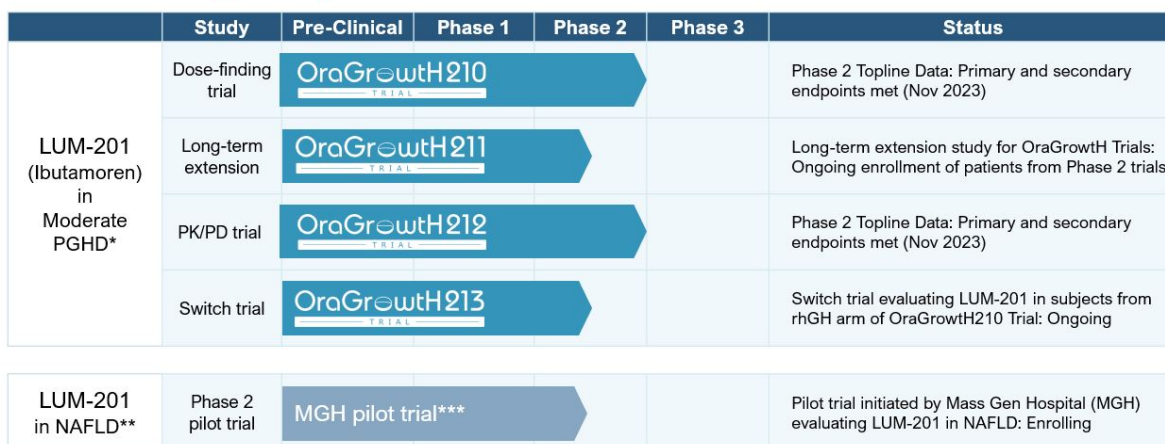 Study Pre-Clinical Phase 1 Phase 2 Phase 3 Status
LUM-201
(Ibutamoren)
in
Moderate
PGHD*
Dose-finding
trial
OraGrowtH210
TRIAL
Phase 2 Topline Data: Primary and secondary
endpoints met (Nov 2023)
Long-term
extension
OraGrowtH211
TRIAL
Long-term extension study for OraGrowtH Trials:
Ongoing enrollment of patients from Phase 2 trials
PK/PD trial
OraGrowtH212
TRIAL
Phase 2 Topline Data: Primary and secondary
endpoints met (Nov 2023)
Switch trial
OraGrowtH213
TRIAL
Switch trial evaluating LUM-201 in subjects from
rhGH arm of OraGrowtH210 Trial: Ongoing
LUM-201
in NAFLD**
Phase 2
pilot trial
MGH pilot trial***
Pilot trial initiated by Mass Gen Hospital (MGH)
evaluating LUM-201 in NAFLD: Enrolling